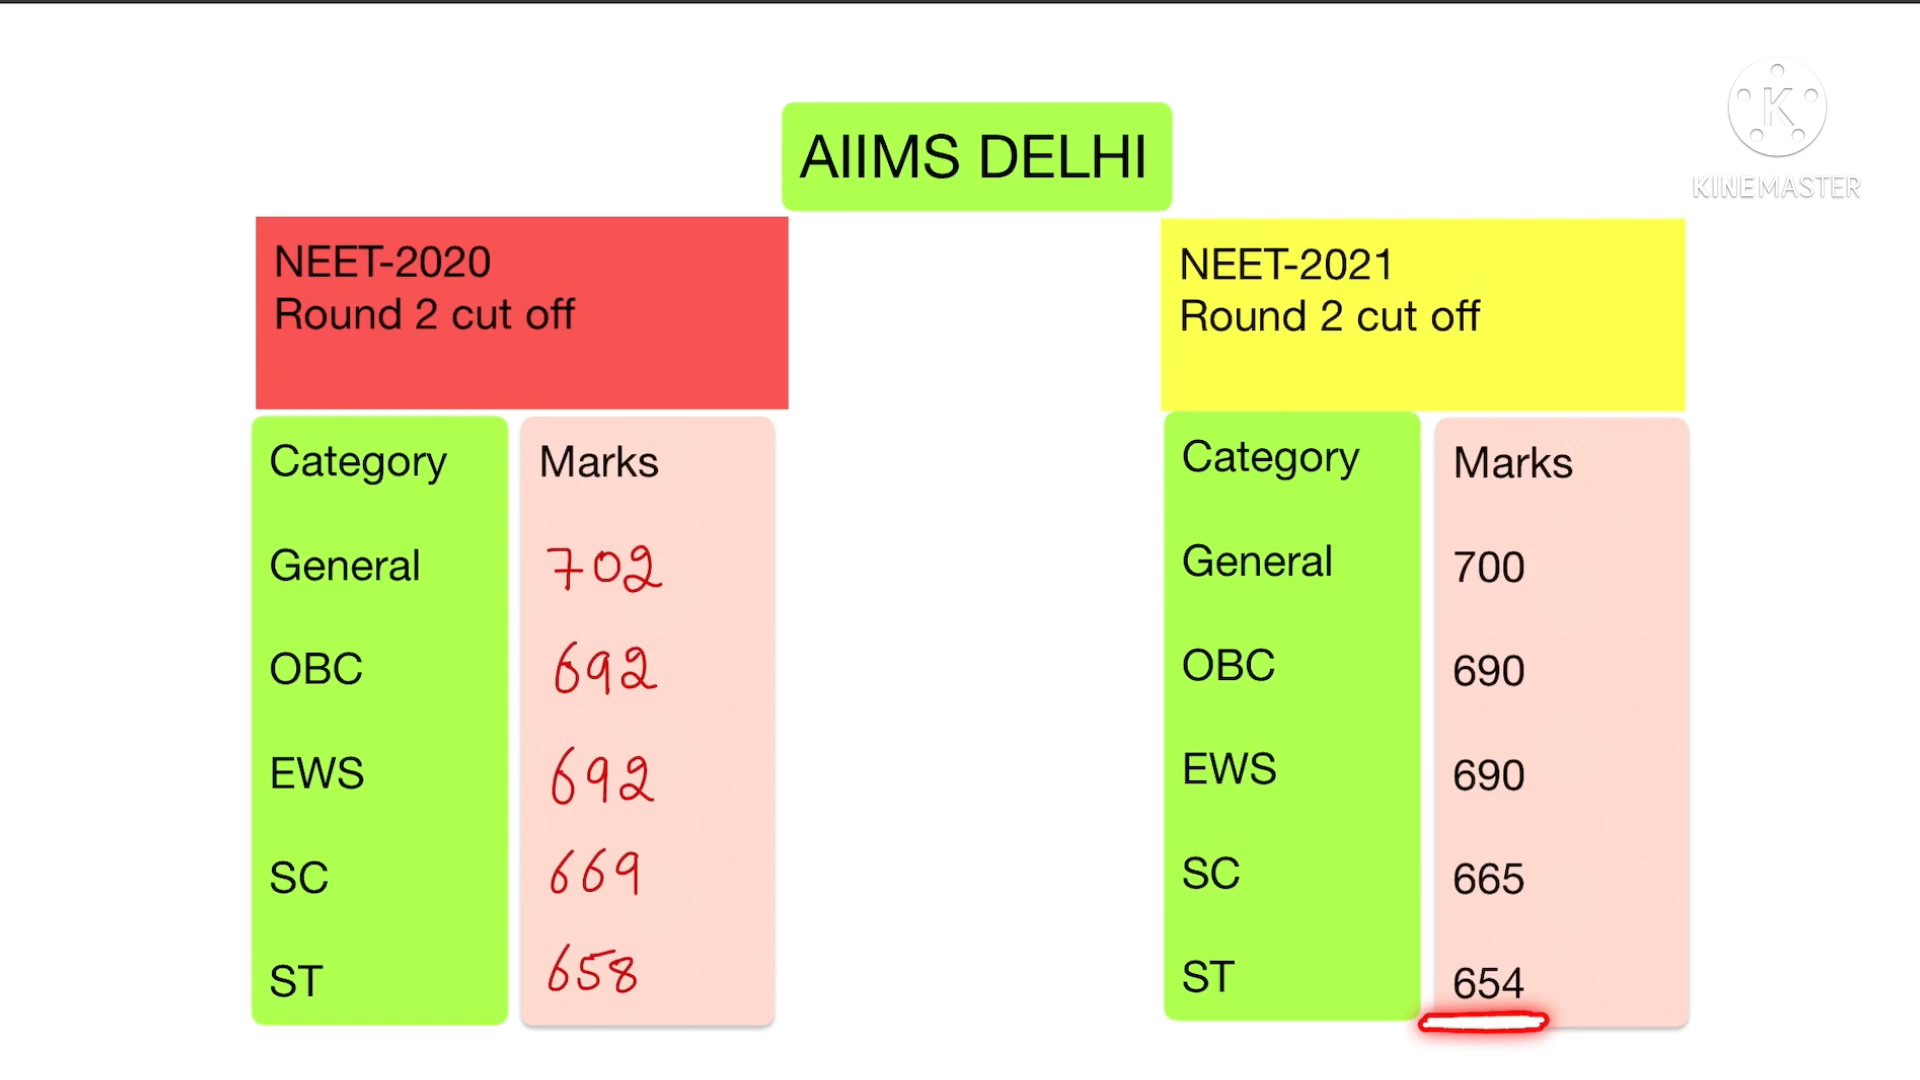 AIIMS DELHI
K
KINEMASTER
NEET-2020
Round 2 cut off
Category Marks
General 702
OBC 692
EWS 692
SC 669
ST 658
NEET-2021
Round 2 cut off
Category Marks
General 700
OBC 690
EWS 690
SC 665
ST 654